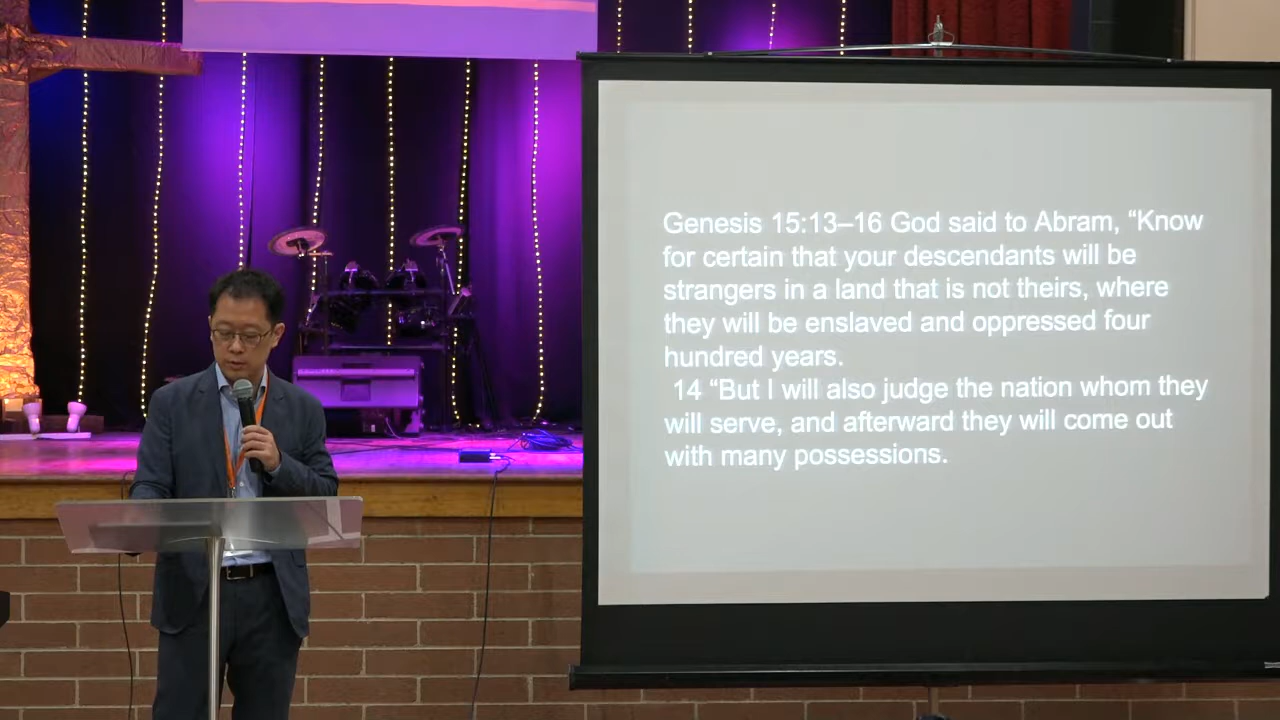 Genesis 15:13–16 God said to Abram, “Know
for certain that your descendants will be
strangers in a land that is not theirs, where
they will be enslaved and oppressed four
hundred years.
14 “But I will also judge the nation whom they
will serve, and afterward they will come out
with many possessions.